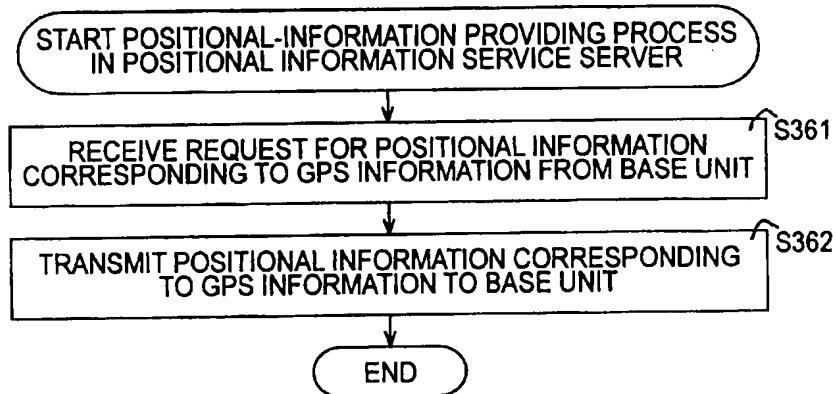 START POSITIONAL-INFORMATION PROVIDING PROCESS
IN POSITIONAL INFORMATION SERVICE SERVER
S361
RECEIVE REQUEST FOR POSITIONAL INFORMATION
CORRESPONDING TO GPS INFORMATION FROM BASE UNIT
S362
TRANSMIT POSITIONAL INFORMATION CORRESPONDING
TO GPS INFORMATION TO BASE UNIT
END